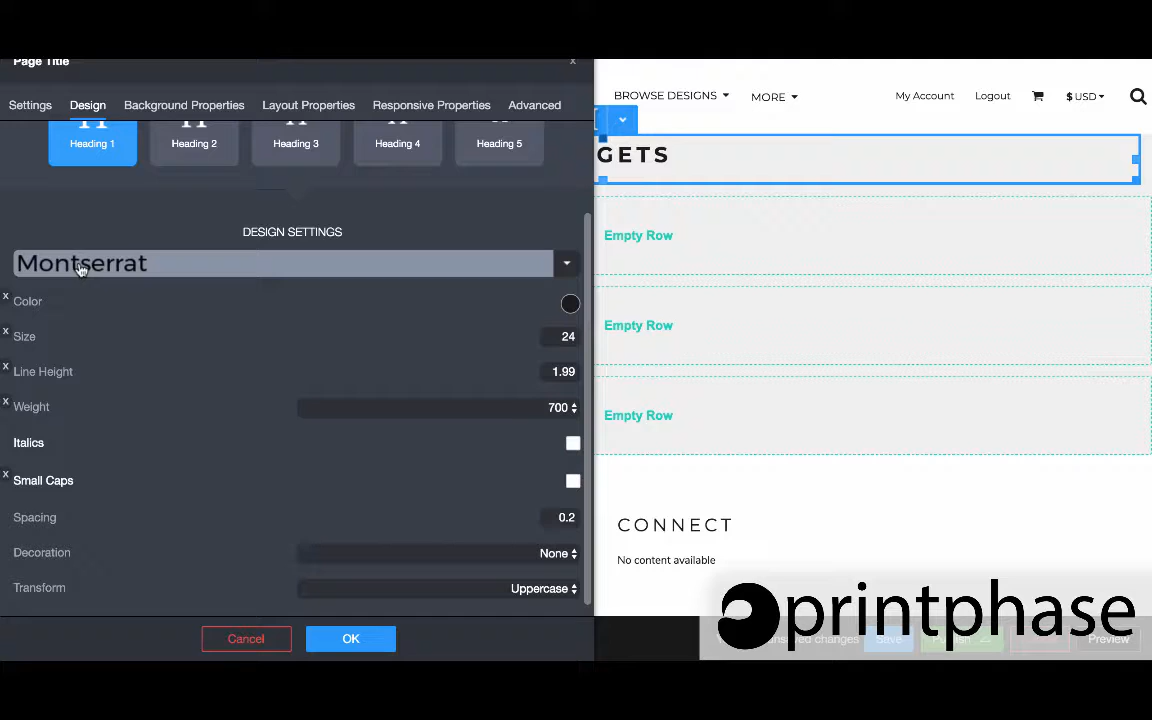 Page Title x
Settings Design Background Properties Layout Properties Responsive Properties Advanced
Heading 1 Heading 2 Heading 3 Heading 4 Heading 5
DESIGN SETTINGS
Montserrat
x Color
x Size 24
x Line Height 1.99
x Weight 700
Italics
x Small Caps
Spacing 0.2
Decoration None
Transform Uppercase
Cancel OK
BROWSE DESIGNS MORE My Account Logout $ USD
GETS
Empty Row
Empty Row
Empty Row
CONNECT
No content available
printphase
changes Save Preview